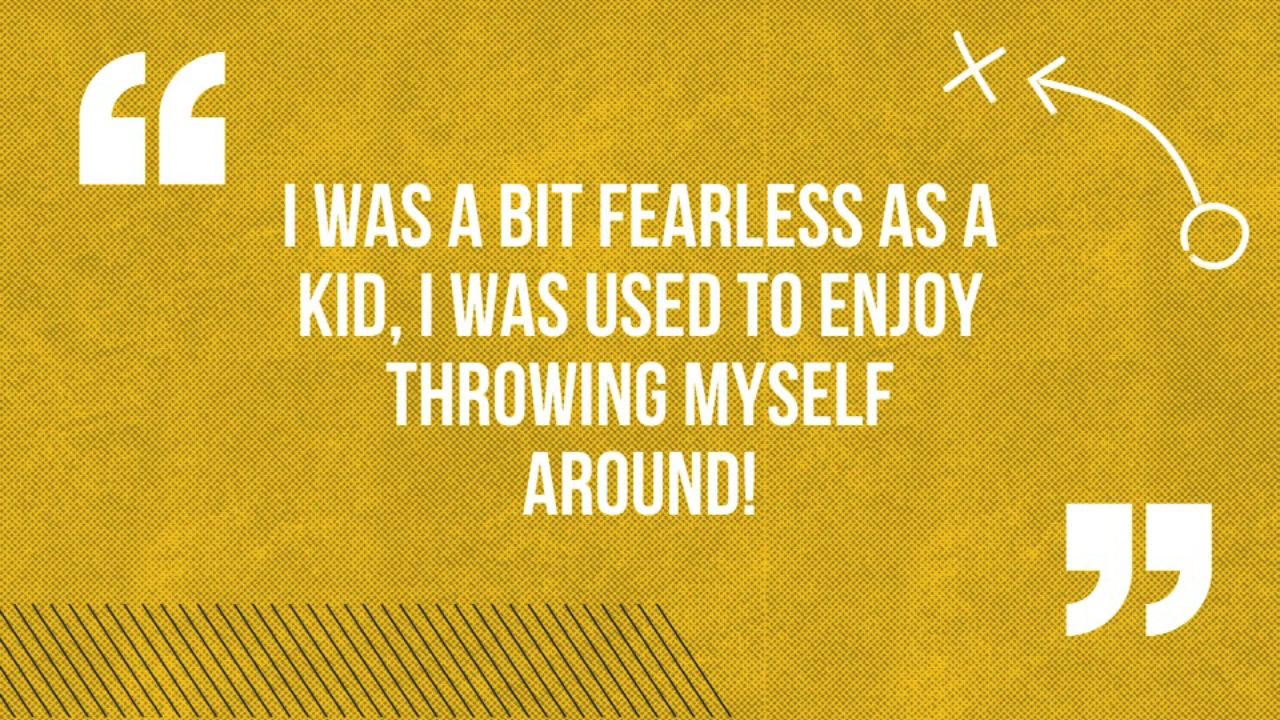 I WAS A BIT FEARLESS AS A
KID, I WAS USED TO ENJOY
THROWING MYSELF
AROUND!